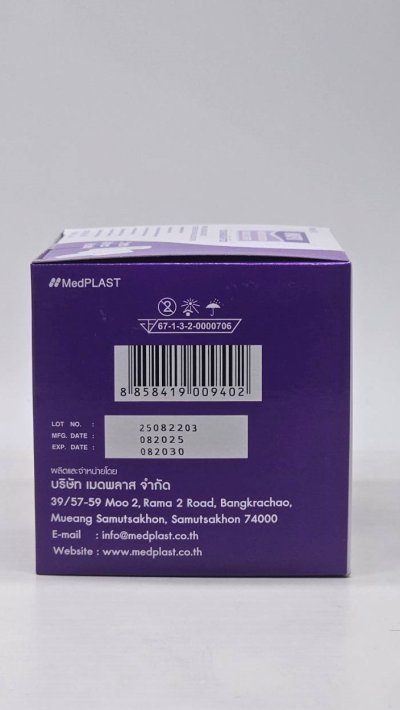 MedPLAST
67-1-3-2-0000706
8 858419 009402
LOT NO. : 25082203
MFG. DATE : 082025
EXP. DATE : 082030
ผลิตและจำหน่ายโดย
บริษัท เมดพลาส จำกัด
39/57-59 Moo 2, Rama 2 Road, Bangkrachao,
Mueang Samutsakhon, Samutsakhon 74000
E-mail : info@medplast.co.th
Website : www.medplast.co.th